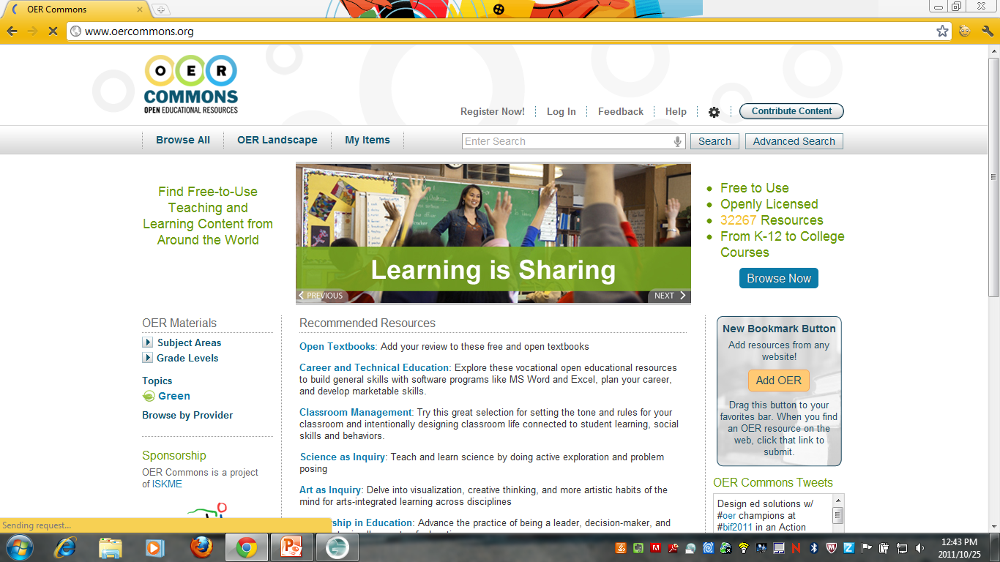 OER Commons
www.oercommons.org
O E R
COMMONS
OPEN EDUCATIONAL RESOURCES
Register Now!
Log In
Feedback
Help
Contribute Content
Browse All
OER Landscape
My Items
Enter Search
Search
Advanced Search
Find Free-to-Use
Teaching and
Learning Content from
Around the World
Learning is Sharing
PREVIOUS
NEXT
Free to Use
Openly Licensed
32267 Resources
From K-12 to College
Courses
Browse Now
OER Materials
Subject Areas
Grade Levels
Topics
Green
Browse by Provider
Sponsorship
OER Commons is a project
of ISKME
Recommended Resources
Open Textbooks: Add your review to these free and open textbooks
Career and Technical Education: Explore these vocational open educational resources
to build general skills with software programs like MS Word and Excel, plan your career,
and develop marketable skills.
Classroom Management: Try this great selection for setting the tone and rules for your
classroom and intentionally designing classroom life connected to student learning, social
skills and behaviors.
Science as Inquiry: Teach and learn science by doing active exploration and problem
posing
Art as Inquiry: Delve into visualization, creative thinking, and more artistic habits of the
mind for arts-integrated learning across disciplines
in Education: Advance the practice of being a leader, decision-maker, and
New Bookmark Button
Add resources from any
website!
Add OER
Drag this button to your
favorites bar. When you find
an OER resource on the
web, click that link to
submit.
OER Commons Tweets
Design ed solutions w/
#oer champions at
#bif2011 in an Action
Sending request...
12:43 PM
2011/10/25